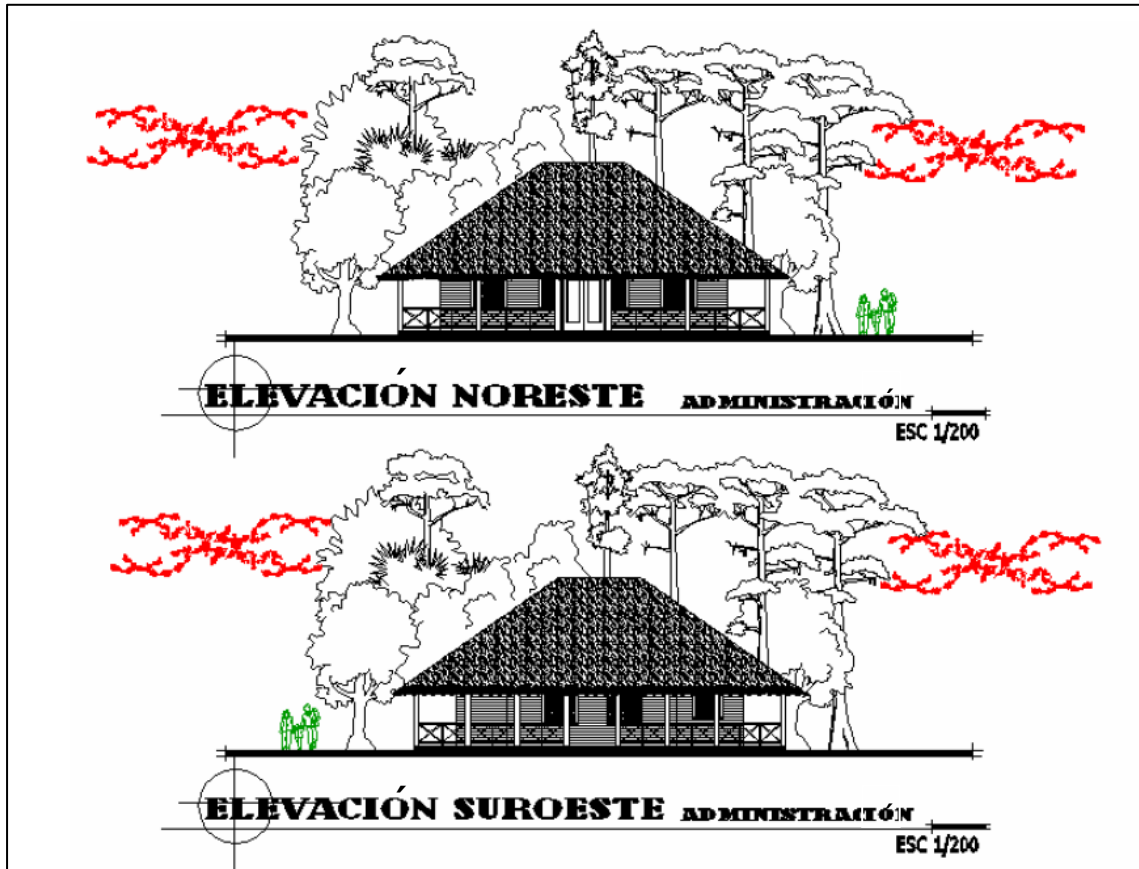 ELEVACIÓN NORESTE ADMINISTRACIÓN
ESC 1/200
ELEVACIÓN SUROESTE ADMINISTRACIÓN
ESC 1/200